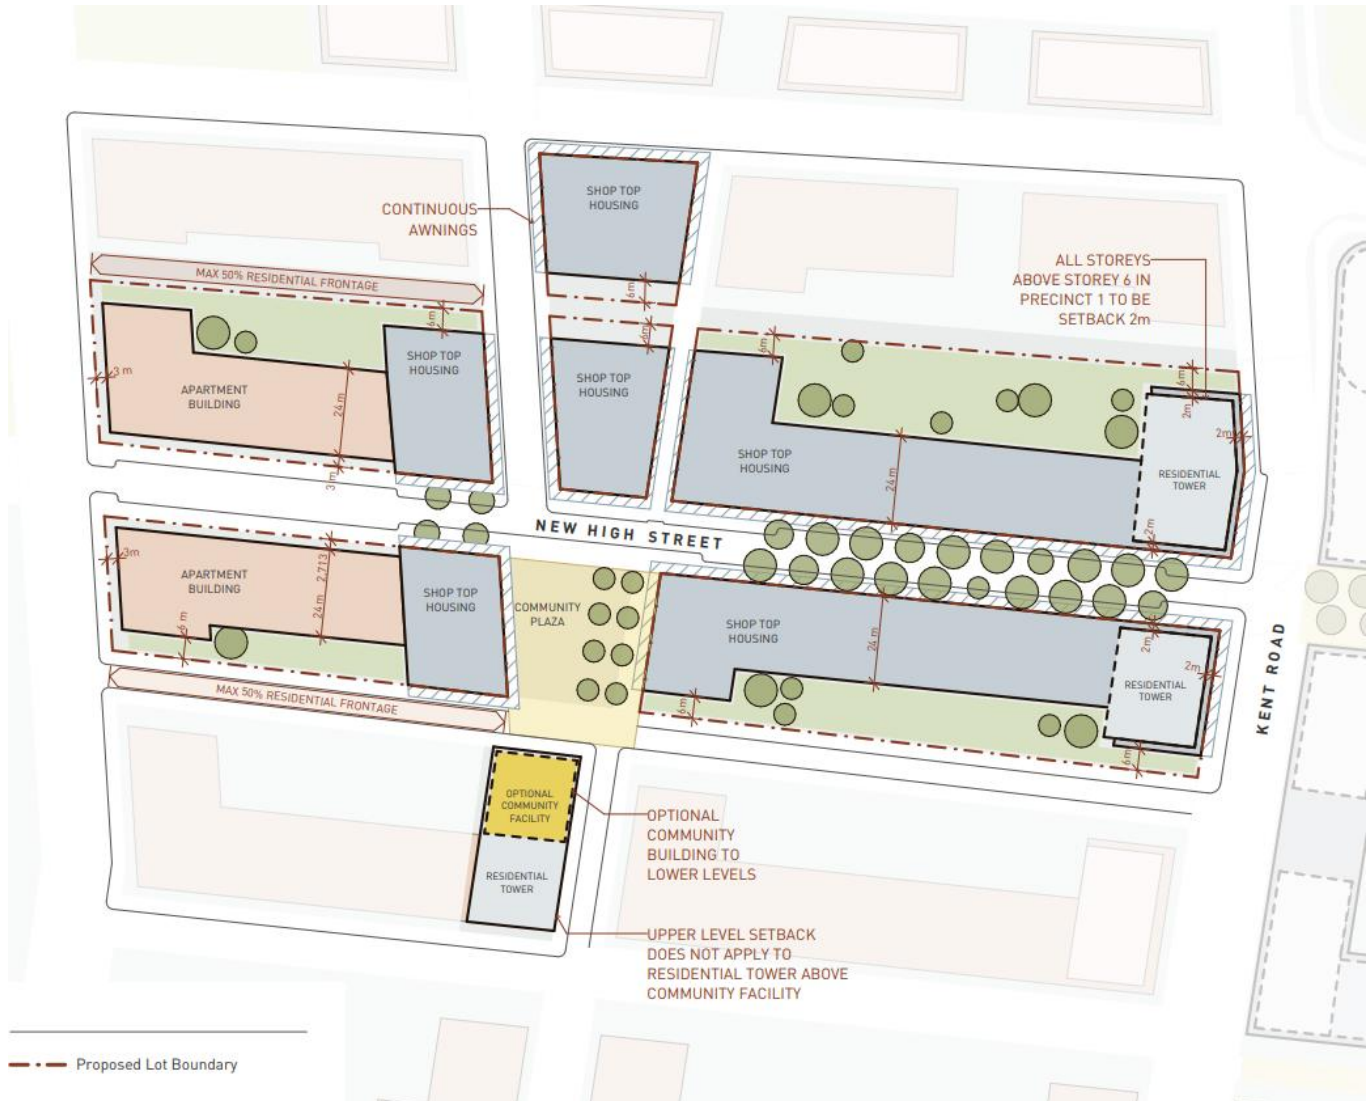 SHOP TOP
HOUSING
CONTINUOUS
AWNINGS
MAX 50% RESIDENTIAL FRONTAGE
ALL STOREYS
ABOVE STOREY 6 IN
PRECINCT 1 TO BE
SETBACK 2m
6m
6m
6m
6m
6m
SHOP TOP
HOUSING
SHOP TOP
HOUSING
3 m
APARTMENT
BUILDING
24 m
3 m
2m
2m
SHOP TOP
HOUSING
24 m
RESIDENTIAL
TOWER
2m
NEW HIGH STREET
3m
APARTMENT
BUILDING
2,713
24 m
6 m
SHOP TOP
HOUSING
COMMUNITY
PLAZA
SHOP TOP
HOUSING
24 m
2m
2m
RESIDENTIAL
TOWER
6m
6m
KENT ROAD
MAX 50% RESIDENTIAL FRONTAGE
OPTIONAL
COMMUNITY
FACILITY
RESIDENTIAL
TOWER
OPTIONAL
COMMUNITY
BUILDING TO
LOWER LEVELS
UPPER LEVEL SETBACK
DOES NOT APPLY TO
RESIDENTIAL TOWER ABOVE
COMMUNITY FACILITY
Proposed Lot Boundary